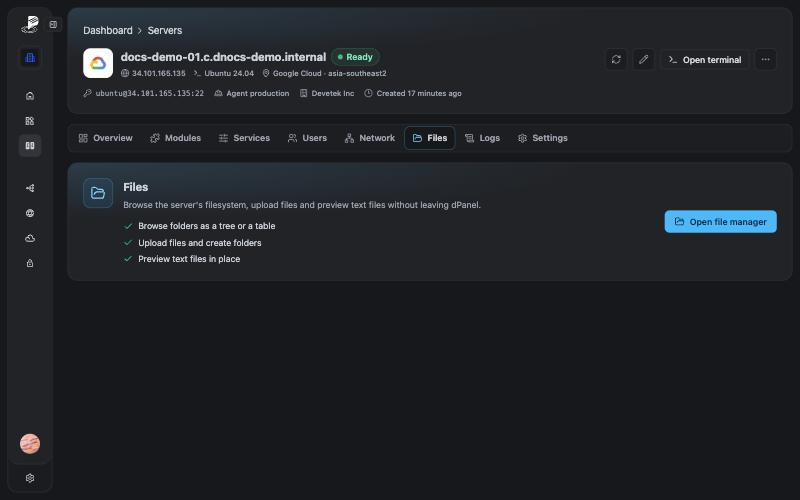 Dashboard > Servers
docs-demo-01.c.dnocs-demo.internal Ready
34.101.165.135 Ubuntu 24.04 Google Cloud · asia-southeast2
Open terminal
ubuntu@34.101.165.135:22 Agent production Devetek Inc Created 17 minutes ago
Overview Modules Services Users Network Files Logs Settings
Files
Browse the server's filesystem, upload files and preview text files without leaving dPanel.
Browse folders as a tree or a table
Upload files and create folders
Preview text files in place
Open file manager